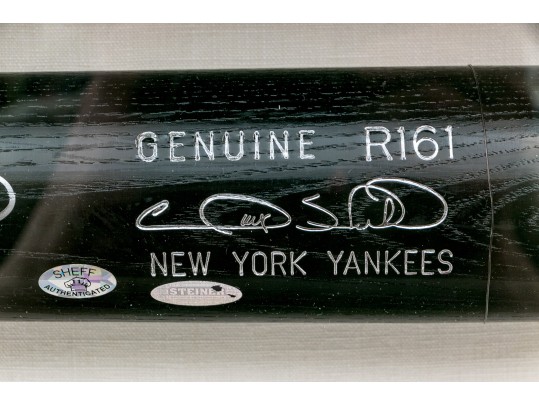 GENUINE R161
NEW YORK YANKEES
SHEFF
AUTHENTICATED
STEINER